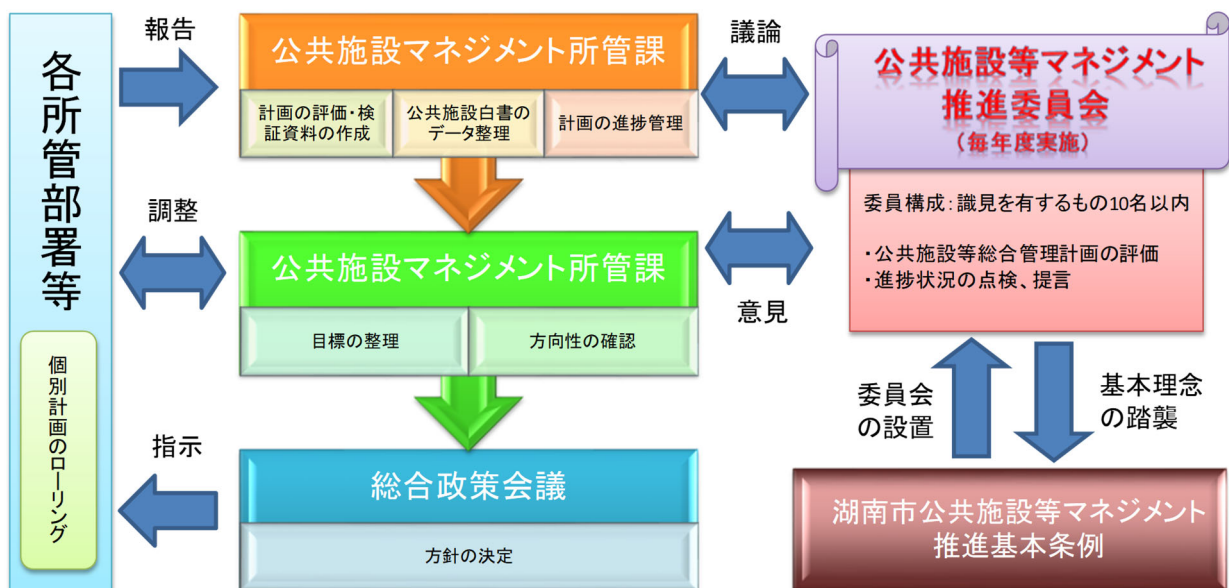 各所管部署等
個別計画のローリング
報告
公共施設マネジメント所管課
計画の評価・検
証資料の作成
公共施設白書の
データ整理
計画の進捗管理
議論
公共施設等マネジメント
推進委員会
(毎年度実施)
委員構成:識見を有するもの10名以内
・公共施設等総合管理計画の評価
・進捗状況の点検、提言
調整
公共施設マネジメント所管課
目標の整理
方向性の確認
意見
委員会
の設置
基本理念
の踏襲
指示
総合政策会議
方針の決定
湖南市公共施設等マネジメント
推進基本条例